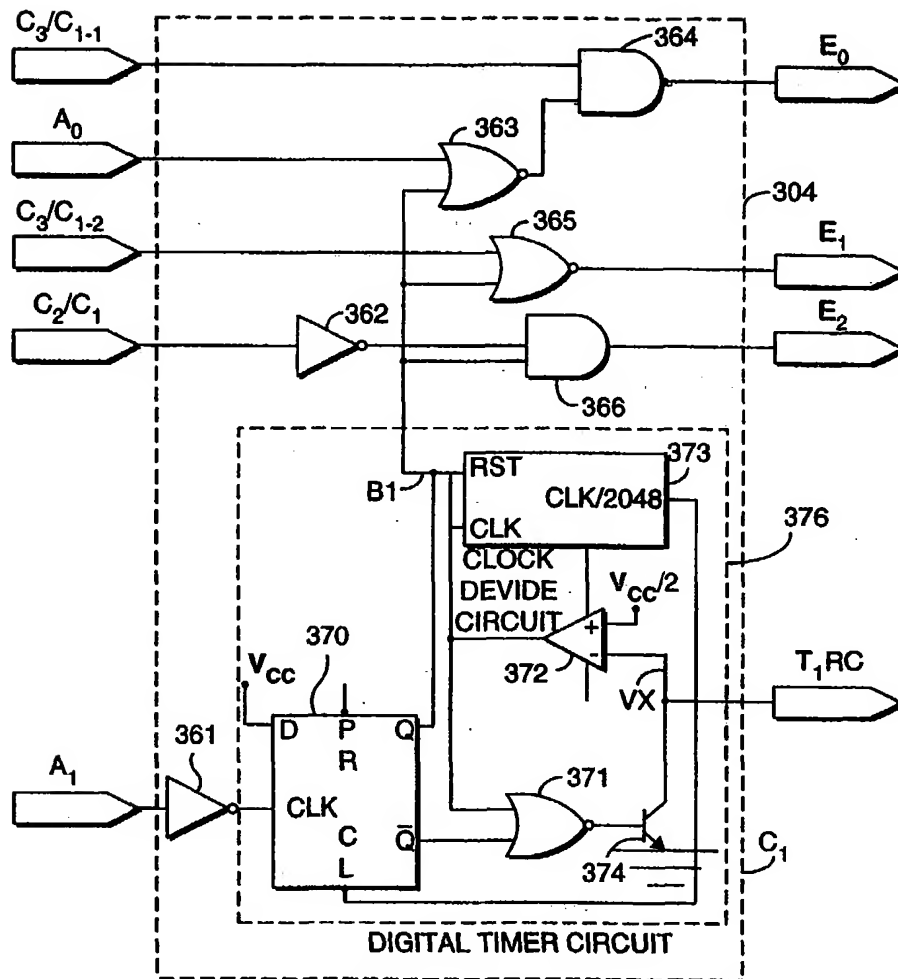 C3/C1-1
364
E0
A0
363
304
C3/C1-2
365
E1
C2/C1
362
E2
366
RST
373
B1
CLK/2048
376
CLK
CLOCK
DEVIDE
CIRCUIT
VCC/2
+
-
372
370
VCC
T1RC
VX
D
P
R
Q
361
371
A1
CLK
C
L
Q̅
374
C1
DIGITAL TIMER CIRCUIT